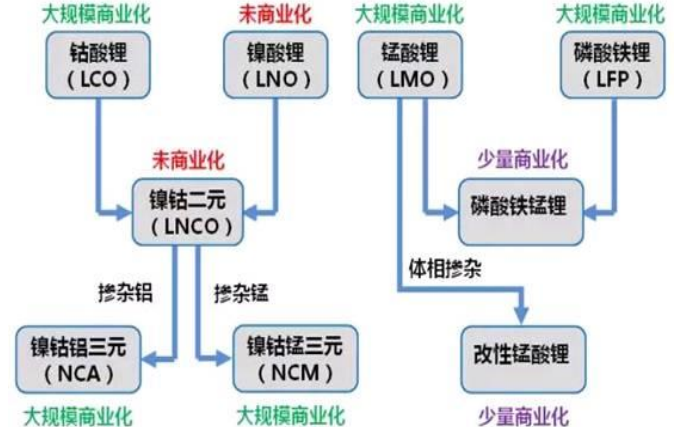 大规模商业化
未商业化
大规模商业化
大规模商业化
钴酸锂
（LCO）
镍酸锂
（LNO）
锰酸锂
（LMO）
磷酸铁锂
（LFP）
未商业化
少量商业化
镍钴二元
（LNCO）
磷酸铁锰锂
掺杂铝
掺杂锰
体相掺杂
镍钴铝三元
（NCA）
镍钴锰三元
（NCM）
改性锰酸锂
大规模商业化
大规模商业化
少量商业化